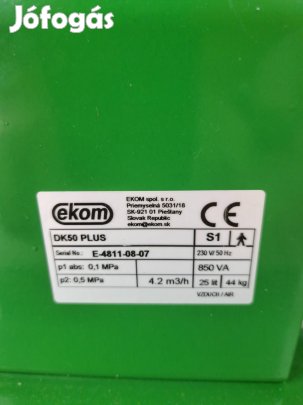 Jófogás
ekom
EKOM spol. s r.o.
Priemyselná 5031/18
SK-921 01 Piešťany
Slovak Republic
ekom@ekom.sk
CE
DK50 PLUS
S1
Serial No.: E-4811-08-07
230 V/ 50 Hz
p1 abs: 0,1 MPa
850 VA
p2: 0,5 MPa
4.2 m3/h
25 lit
44 kg
VZDUCH / AIR